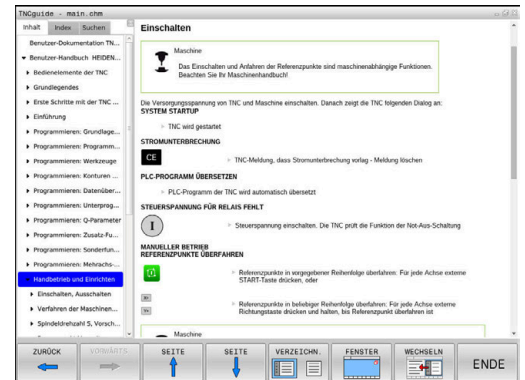 TNCguide - main.chm
Inhalt Index Suchen
Benutzer-Dokumentation TN...
Benutzer-Handbuch HEIDEN...
Bedienelemente der TNC
Grundlegendes
Erste Schritte mit der TNC ...
Einführung
Programmieren: Grundlage...
Programmieren: Programm...
Programmieren: Werkzeuge
Programmieren: Konturen ...
Programmieren: Datenüber...
Programmieren: Unterprog...
Programmieren: Q-Parameter
Programmieren: Zusatz-Fu...
Programmieren: Sonderfun...
Programmieren: Mehrachs-...
Handbetrieb und Einrichten
Einschalten, Ausschalten
Verfahren der Maschinen...
Spindeldrehzahl S, Vorsch...
Einschalten
Maschine
Das Einschalten und Anfahren der Referenzpunkte sind maschinenabhängige Funktionen.
Beachten Sie Ihr Maschinenhandbuch!
Die Versorgungsspannung von TNC und Maschine einschalten. Danach zeigt die TNC folgenden Dialog an:
SYSTEM STARTUP
TNC wird gestartet
STROMUNTERBRECHUNG
CE
TNC-Meldung, dass Stromunterbrechung vorlag - Meldung löschen
PLC-PROGRAMM ÜBERSETZEN
PLC-Programm der TNC wird automatisch übersetzt
STEUERSPANNUNG FÜR RELAIS FEHLT
I
Steuerspannung einschalten. Die TNC prüft die Funktion der Not-Aus-Schaltung
MANUELLER BETRIEB
REFERENZPUNKTE ÜBERFAHREN
Referenzpunkte in vorgegebener Reihenfolge überfahren: Für jede Achse externe
START-Taste drücken, oder
Referenzpunkte in beliebiger Reihenfolge überfahren: Für jede Achse externe
Richtungstaste drücken und halten, bis Referenzpunkt überfahren ist
Maschine
ZURÜCK
VORWÄRTS
SEITE
SEITE
VERZEICHN.
FENSTER
WECHSELN
ENDE